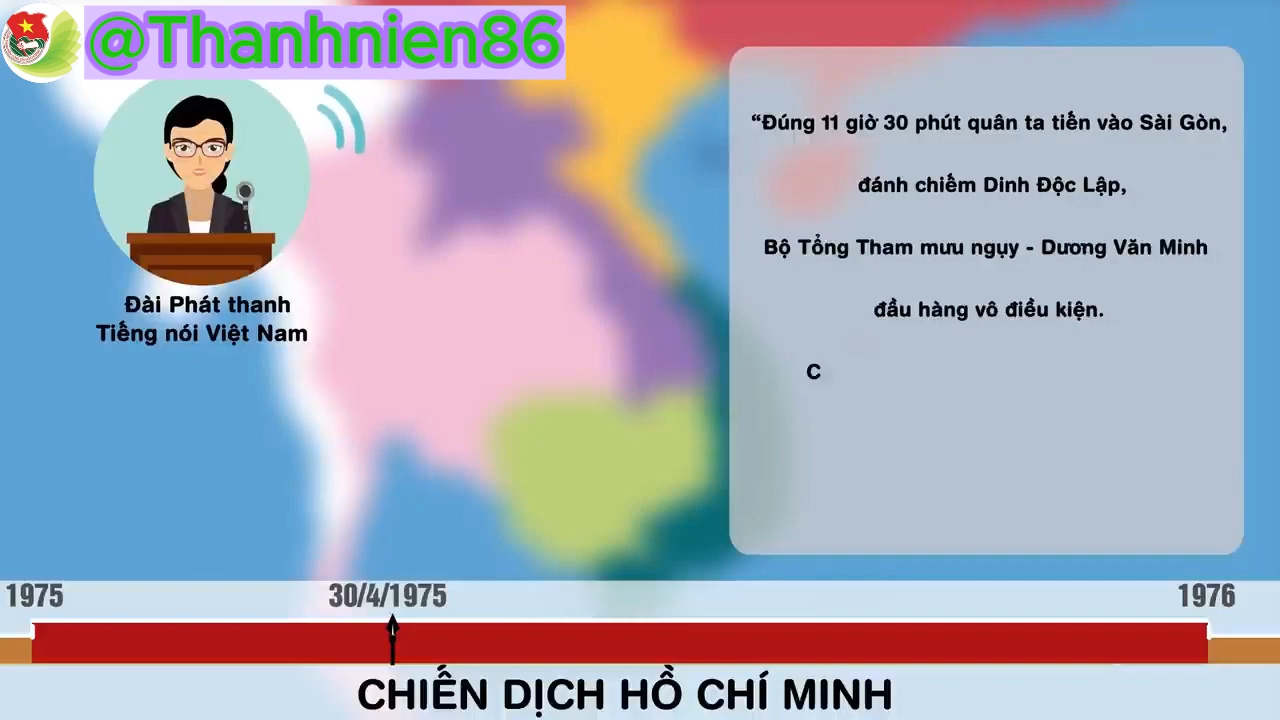 @Thanhnien86
“Đúng 11 giờ 30 phút quân ta tiến vào Sài Gòn,
đánh chiếm Dinh Độc Lập,
Bộ Tổng Tham mưu ngụy - Dương Văn Minh
đầu hàng vô điều kiện.
C
Đài Phát thanh
Tiếng nói Việt Nam
1975
30/4/1975
1976
CHIẾN DỊCH HỒ CHÍ MINH